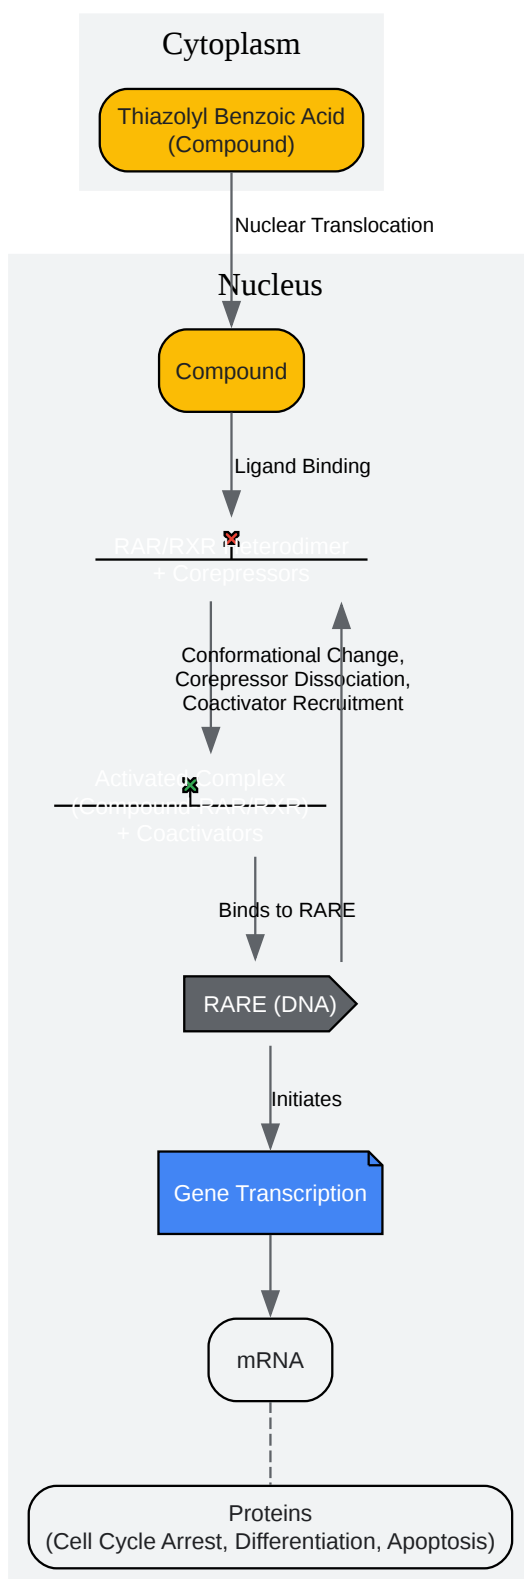 Cytoplasm
Thiazolyl Benzoic Acid
(Compound)
Nuclear Translocation
Nucleus
Compound
Ligand Binding
RAR/RXR Heterodimer
+ Corepressors
Conformational Change,
Corepressor Dissociation,
Coactivator Recruitment
Activated Complex
(Compound-RAR/RXR)
+ Coactivators
Binds to RARE
RARE (DNA)
Initiates
Gene Transcription
mRNA
Proteins
(Cell Cycle Arrest, Differentiation, Apoptosis)